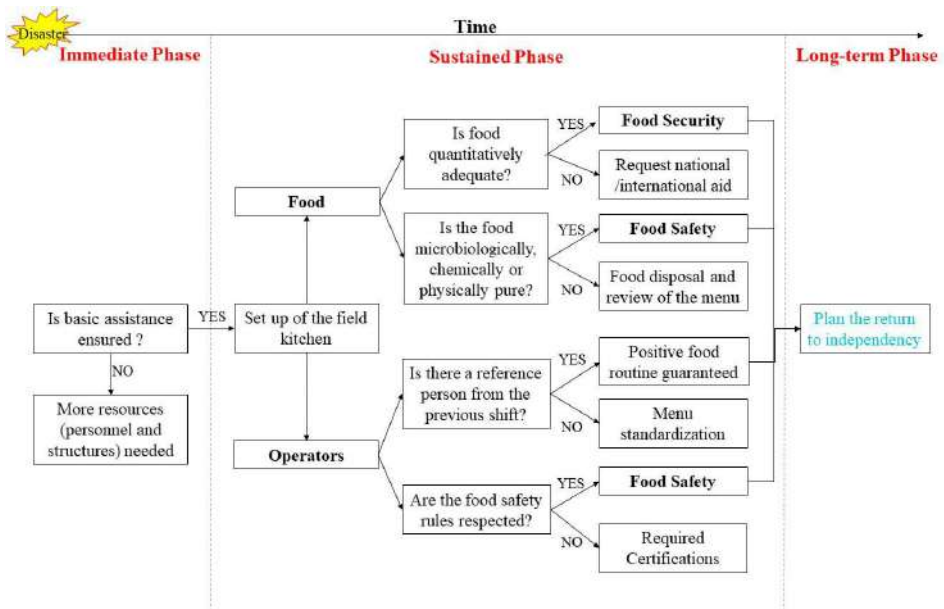 Disaster
Time
Immediate Phase
Sustained Phase
Long-term Phase
Is basic assistance
ensured ?
YES
NO
More resources
(personnel and
structures) needed
Set up of the field
kitchen
Food
Is food
quantitatively
adequate?
YES
Food Security
NO
Request national
/international aid
Is the food
microbiologically,
chemically or
physically pure?
YES
Food Safety
NO
Food disposal and
review of the menu
Operators
Is there a reference
person from the
previous shift?
YES
Positive food
routine guaranteed
NO
Menu
standardization
Are the food safety
rules respected?
YES
Food Safety
NO
Required
Certifications
Plan the return
to independency